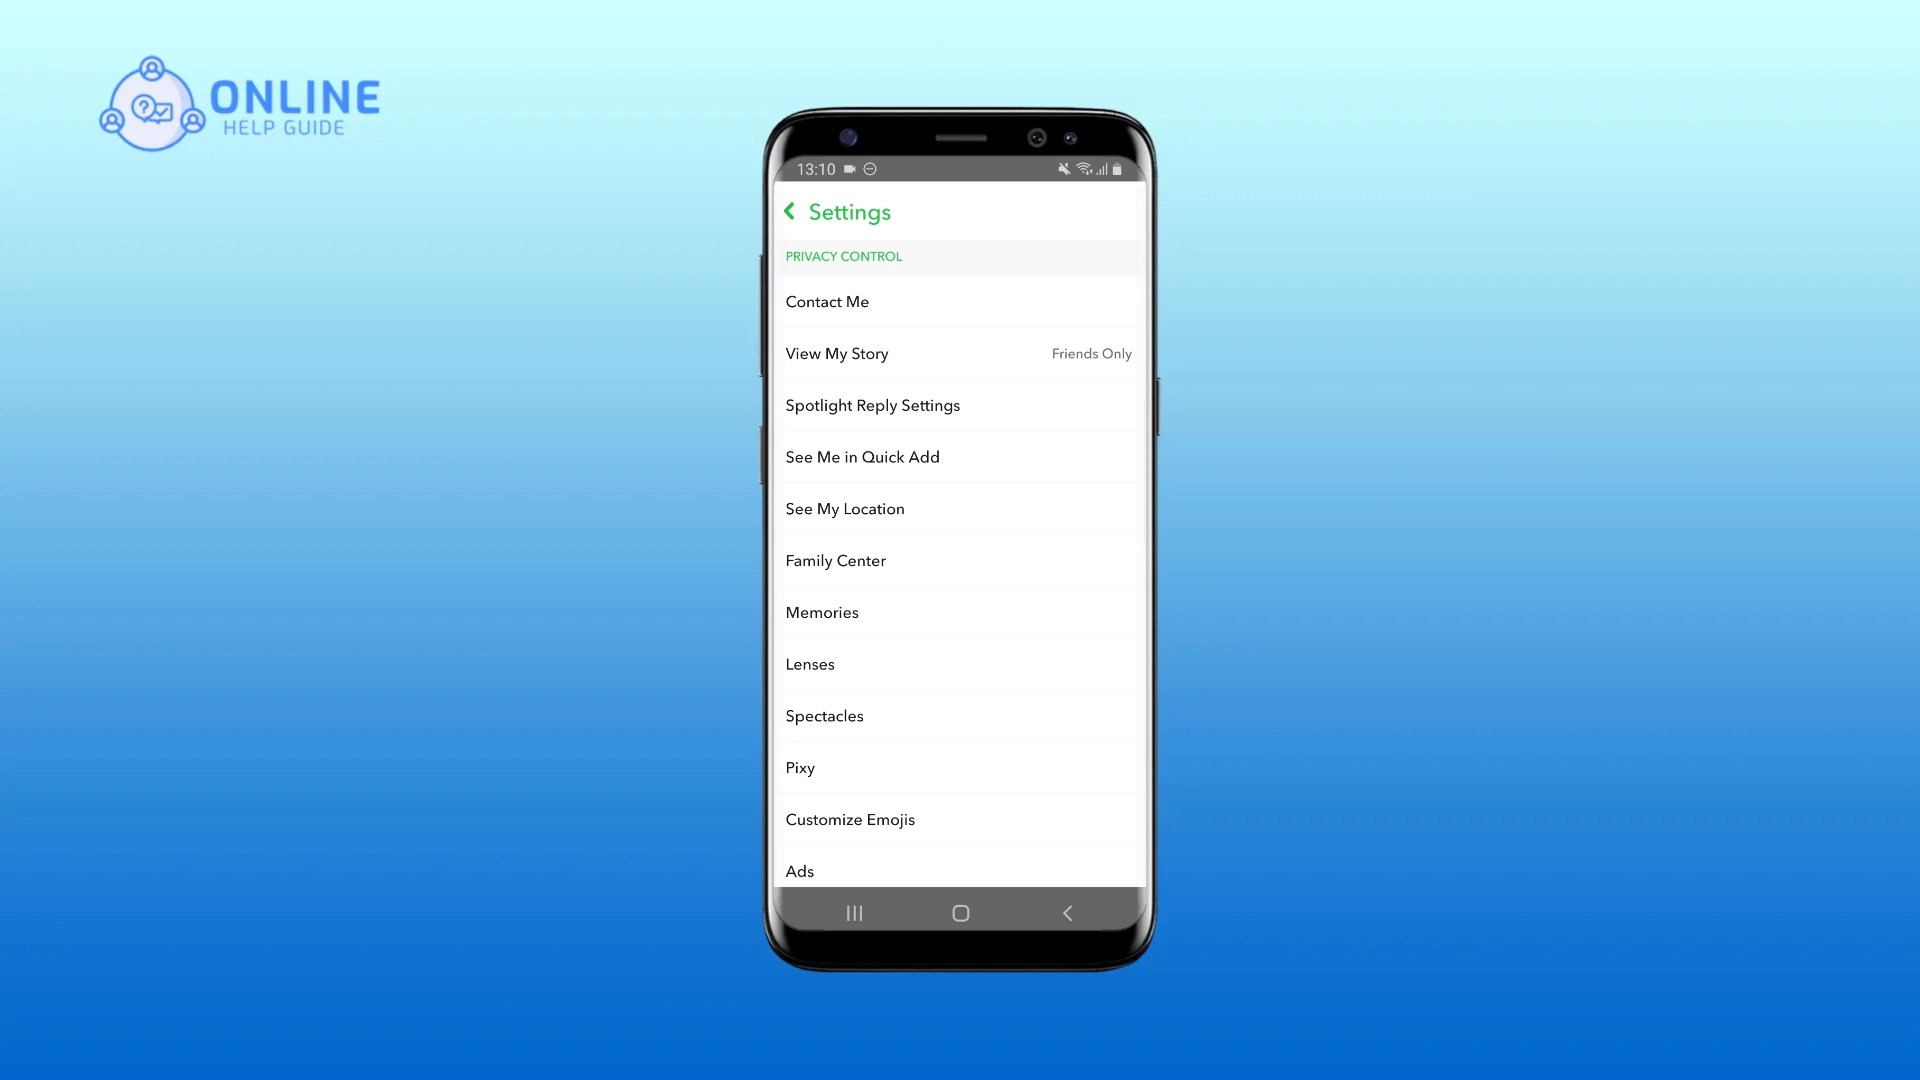 ONLINE
HELP GUIDE
13:10
Settings
PRIVACY CONTROL
Contact Me
View My Story Friends Only
Spotlight Reply Settings
See Me in Quick Add
See My Location
Family Center
Memories
Lenses
Spectacles
Pixy
Customize Emojis
Ads